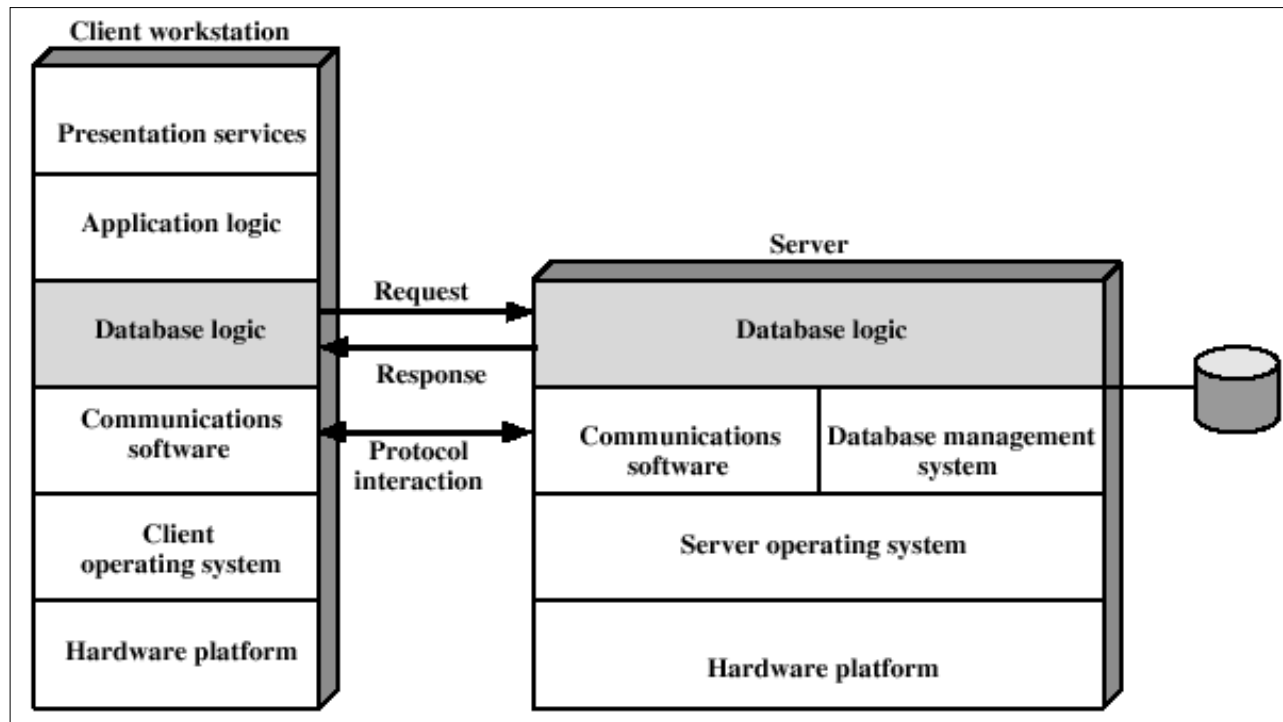 Client workstation
Presentation services
Application logic
Database logic
Communications
software
Client
operating system
Hardware platform
Request
Response
Protocol
interaction
Server
Database logic
Communications
software
Database management
system
Server operating system
Hardware platform